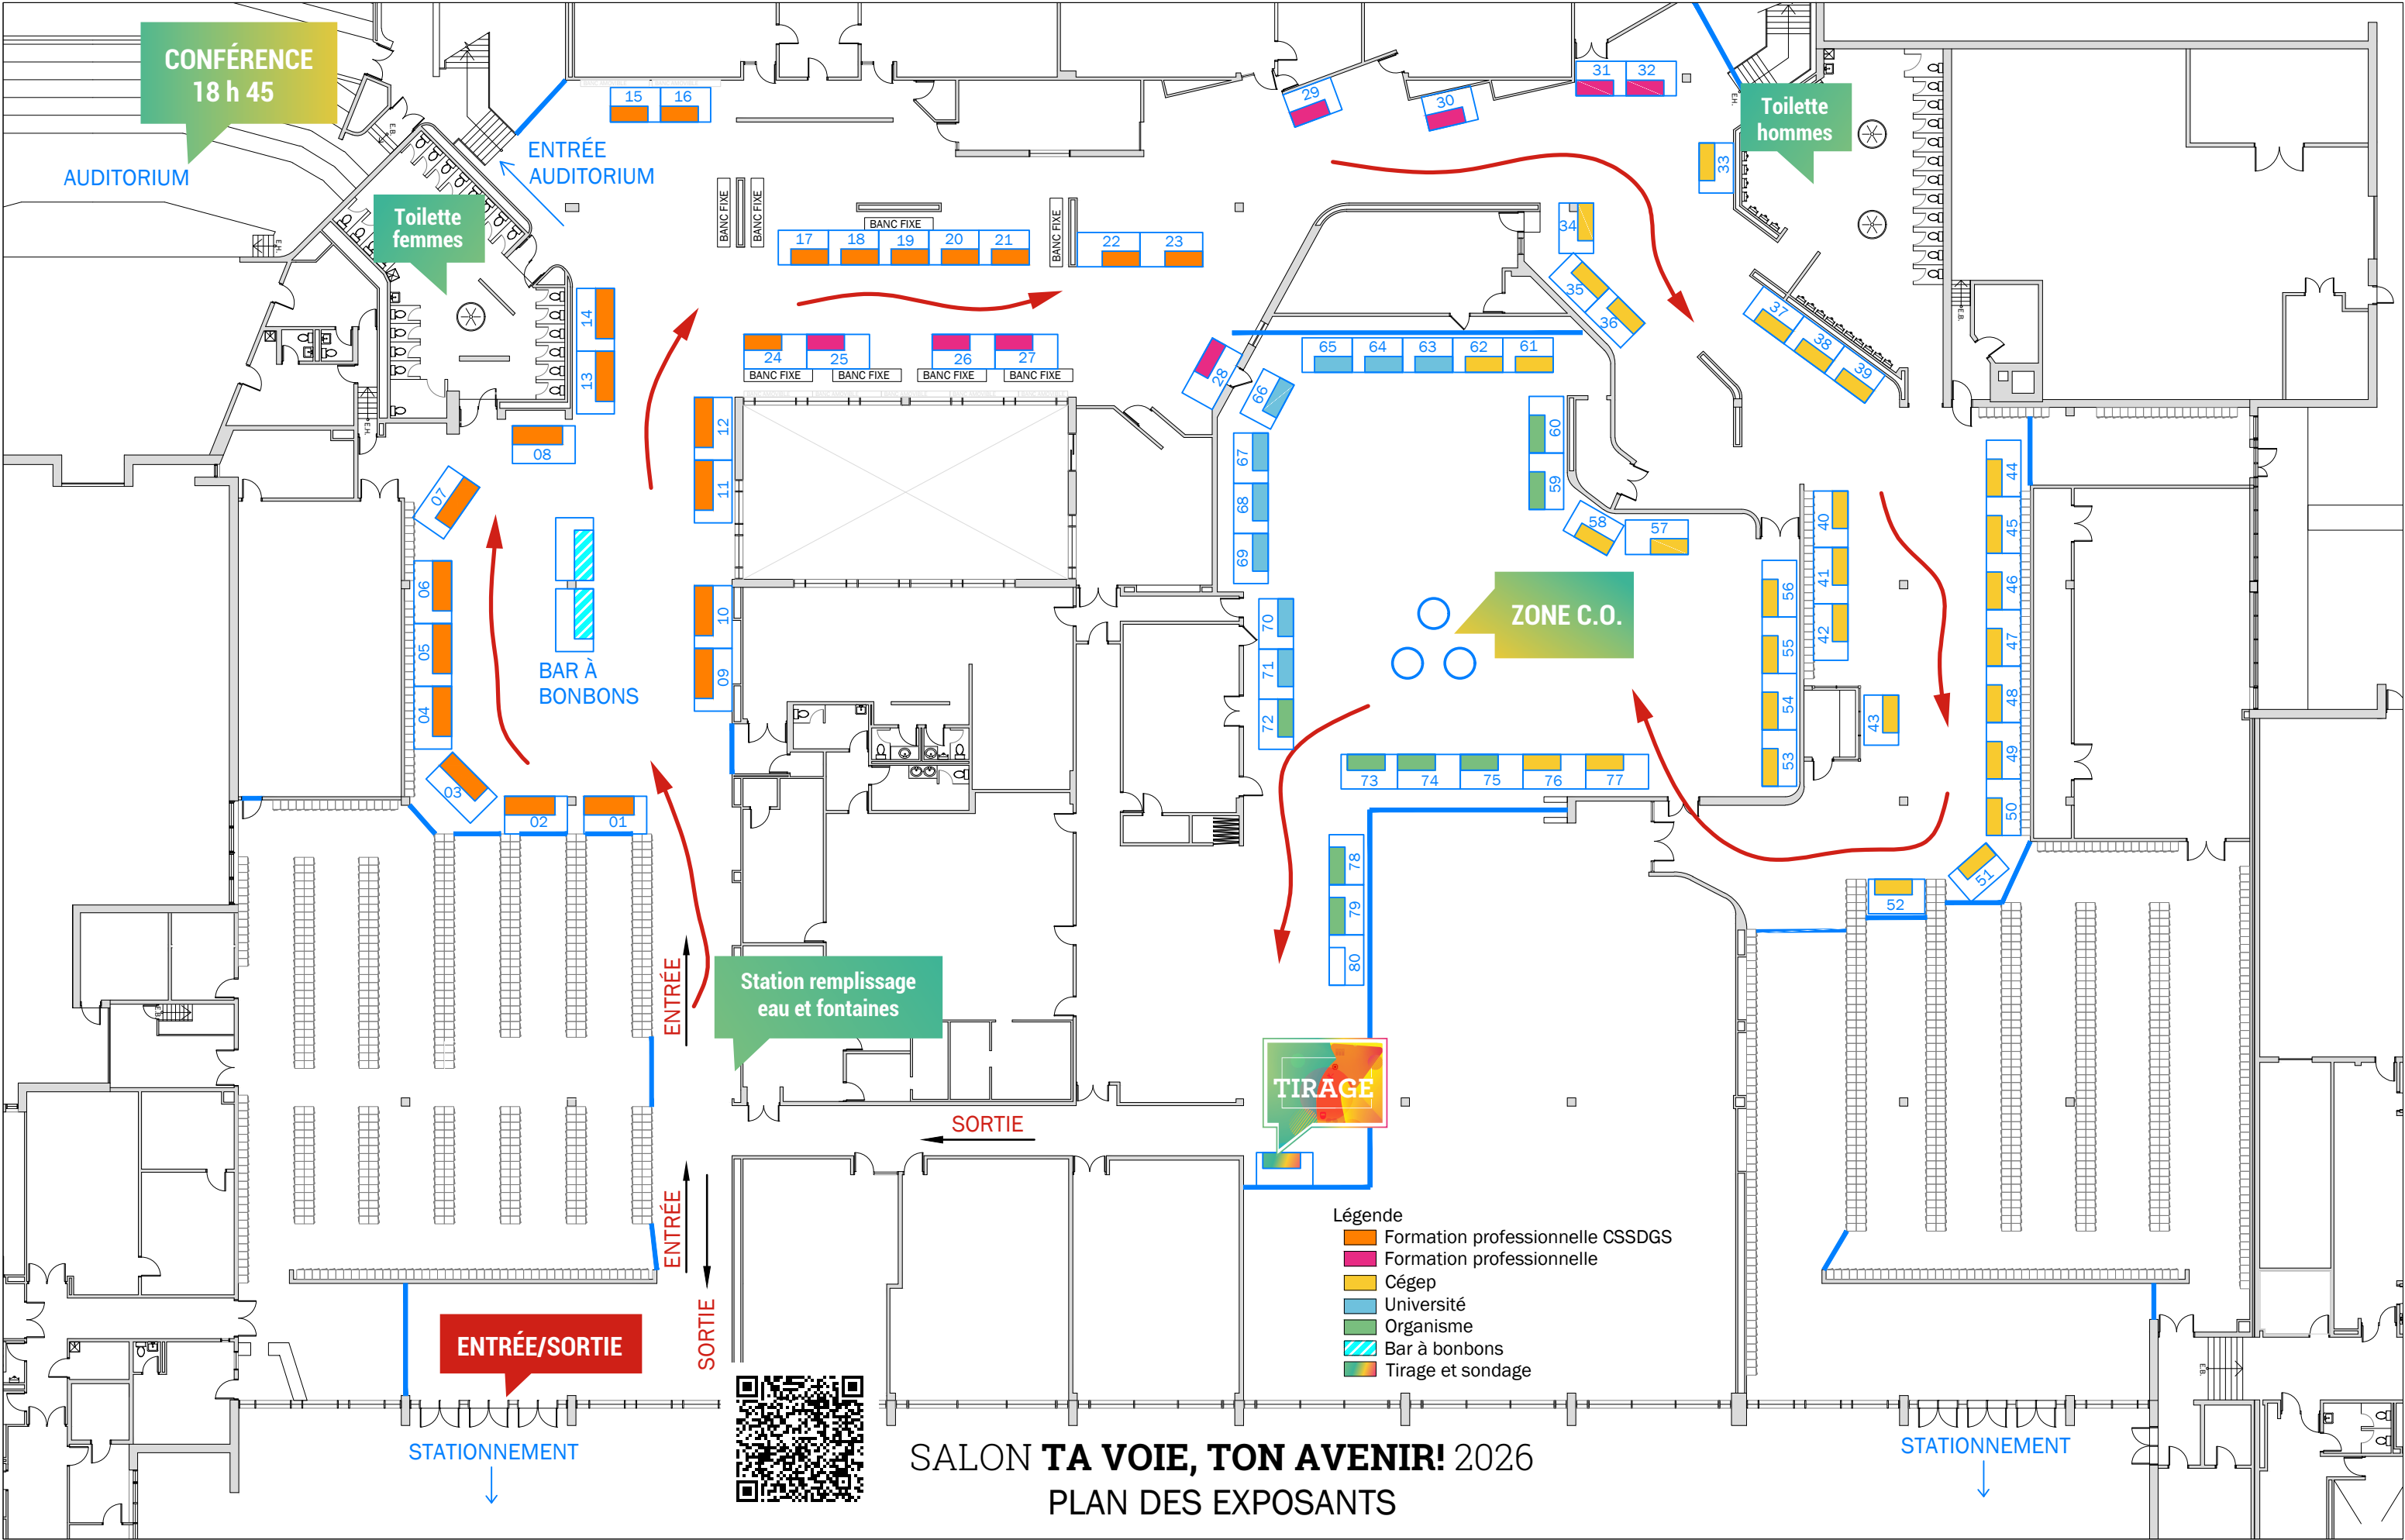 CONFÉRENCE
18 h 45
AUDITORIUM
ENTRÉE
AUDITORIUM
Toilette
femmes
Toilette
hommes
15 16
29
30
31 32
33
34
35
36
37
38
39
BANC FIXE
BANC FIXE
BANC FIXE
BANC FIXE
17 18 19 20 21
22 23
14
13
24 25 26 27
BANC FIXE BANC FIXE BANC FIXE BANC FIXE
28
65 64 63 62 61
66
67
68
69
60
59
58
57
12
11
10
09
08
07
06
05
04
03
02 01
BAR À
BONBONS
40
41
42
43
44
45
46
47
48
49
50
51
52
56
55
54
53
ZONE C.O.
70
71
72
73 74 75 76 77
78
79
80
Station remplissage
eau et fontaines
ENTRÉE
ENTRÉE
SORTIE
SORTIE
TIRAGE
E.H.
E.H.
E.H.
E.B.
E.B.
E.B.
E.B.
Légende
Formation professionnelle CSSDGS
Formation professionnelle
Cégep
Université
Organisme
Bar à bonbons
Tirage et sondage
ENTRÉE/SORTIE
STATIONNEMENT
STATIONNEMENT
SALON TA VOIE, TON AVENIR! 2026
PLAN DES EXPOSANTS